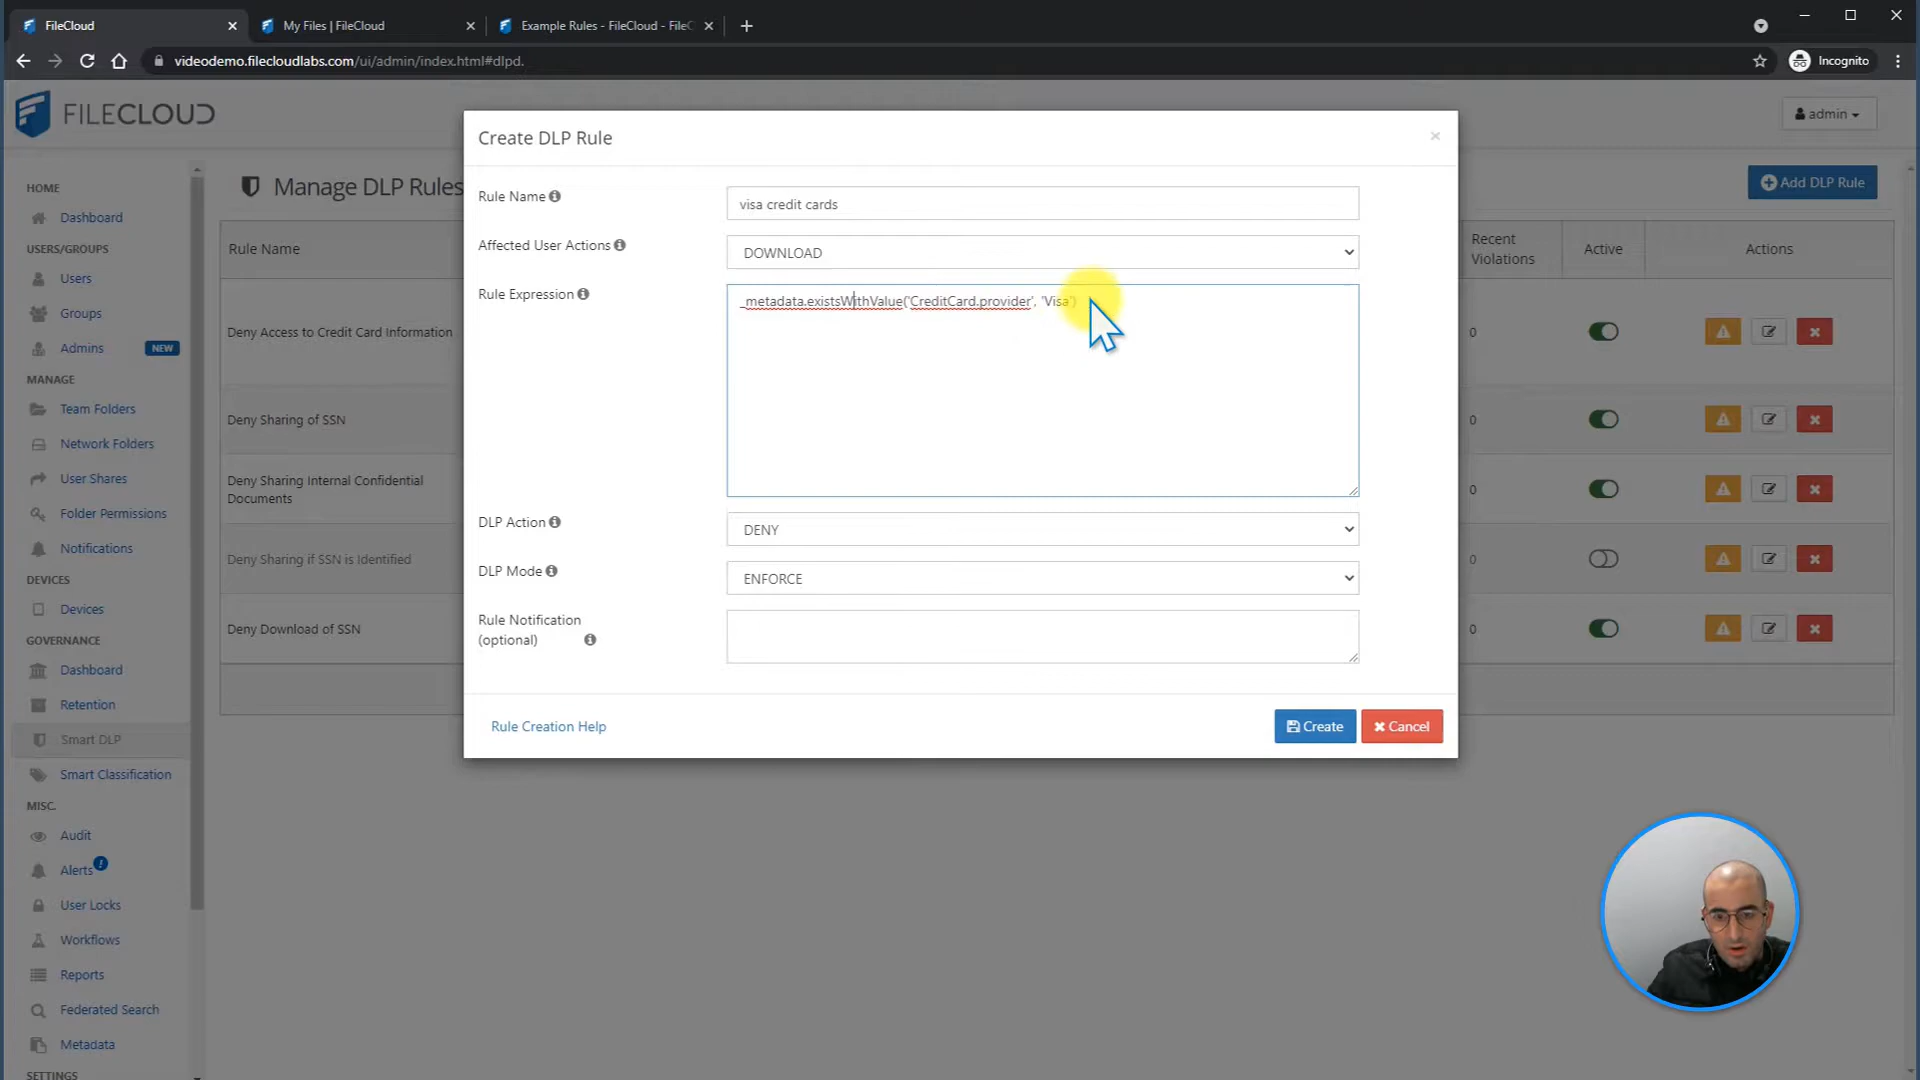 FileCloud
My Files | FileCloud
Example Rules - FileCloud - FileC
videodemo.filecloudlabs.com/ui/admin/index.html#dlpd.
Incognito
FILECLOUD
admin
HOME
Dashboard
USERS/GROUPS
Users
Groups
Admins NEW
MANAGE
Team Folders
Network Folders
User Shares
Folder Permissions
Notifications
DEVICES
Devices
GOVERNANCE
Dashboard
Retention
Smart DLP
Smart Classification
MISC.
Audit
Alerts !
User Locks
Workflows
Reports
Federated Search
Metadata
SETTINGS
Manage DLP Rules
Add DLP Rule
Rule Name
Recent Violations
Active
Actions
Deny Access to Credit Card Information
0
Deny Sharing of SSN
0
Deny Sharing Internal Confidential
Documents
0
Deny Sharing if SSN is Identified
0
Deny Download of SSN
0
Create DLP Rule
×
Rule Name
visa credit cards
Affected User Actions
DOWNLOAD
Rule Expression
_metadata.existsWithValue('CreditCard.provider', 'Visa')
DLP Action
DENY
DLP Mode
ENFORCE
Rule Notification
(optional)
Rule Creation Help
Create
Cancel